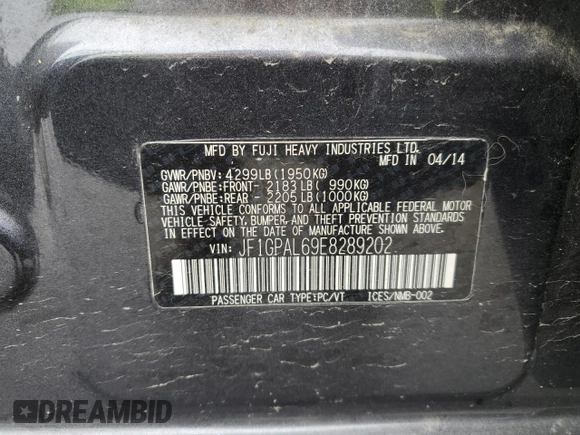 MFD BY FUJI HEAVY INDUSTRIES LTD.
MFD IN 04/14
GVWR/PNBV: 4299LB(1950KG)
GAWR/PNBE:FRONT- 2183LB( 990KG)
GAWR/PNBE:REAR - 2205LB(1000KG)
THIS VEHICLE CONFORMS TO ALL APPLICABLE FEDERAL MOTOR
VEHICLE SAFETY,BUMPER,AND THEFT PREVENTION STANDARDS
IN EFFECT ON THE DATE OF MANUFACTURE SHOWN ABOVE.
VIN: JF1GPAL69E8289202
PASSENGER CAR TYPE:PC/VT ICES/NMB-002
DREAMBID